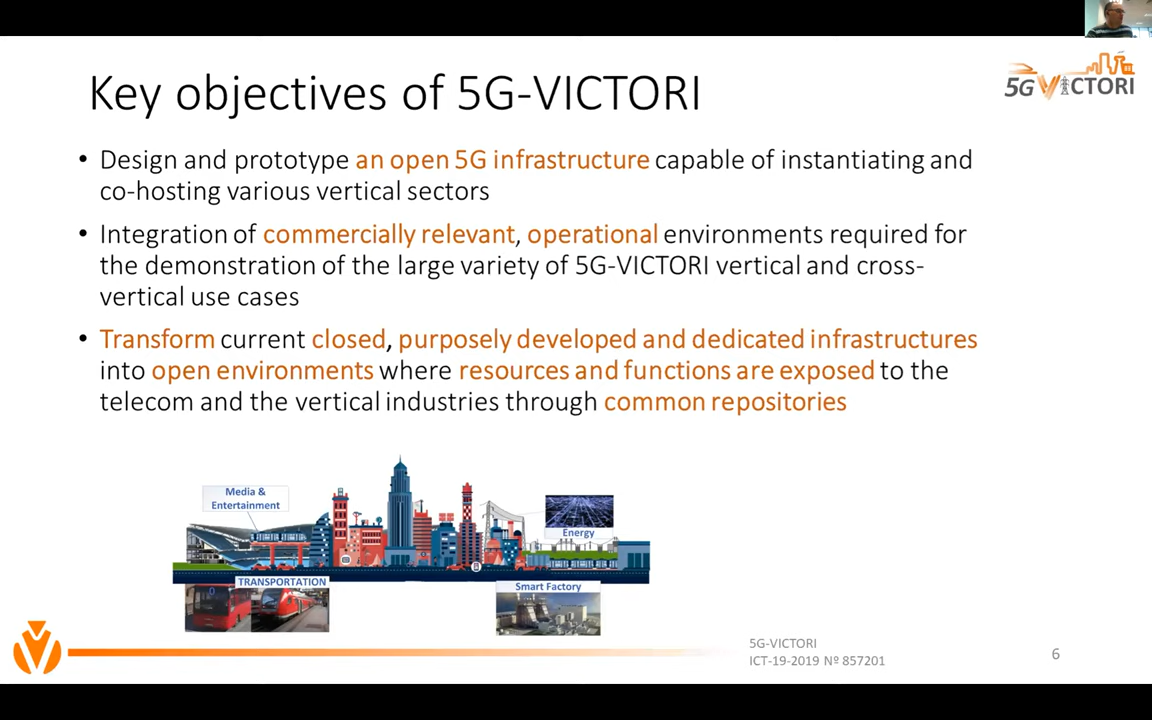 Key objectives of 5G-VICTORI
5G VICTORI
• Design and prototype an open 5G infrastructure capable of instantiating and
co-hosting various vertical sectors
• Integration of commercially relevant, operational environments required for
the demonstration of the large variety of 5G-VICTORI vertical and cross-
vertical use cases
• Transform current closed, purposely developed and dedicated infrastructures
into open environments where resources and functions are exposed to the
telecom and the vertical industries through common repositories
Media &
Entertainment
Energy
TRANSPORTATION
Smart Factory
5G-VICTORI
ICT-19-2019 Nº 857201
6